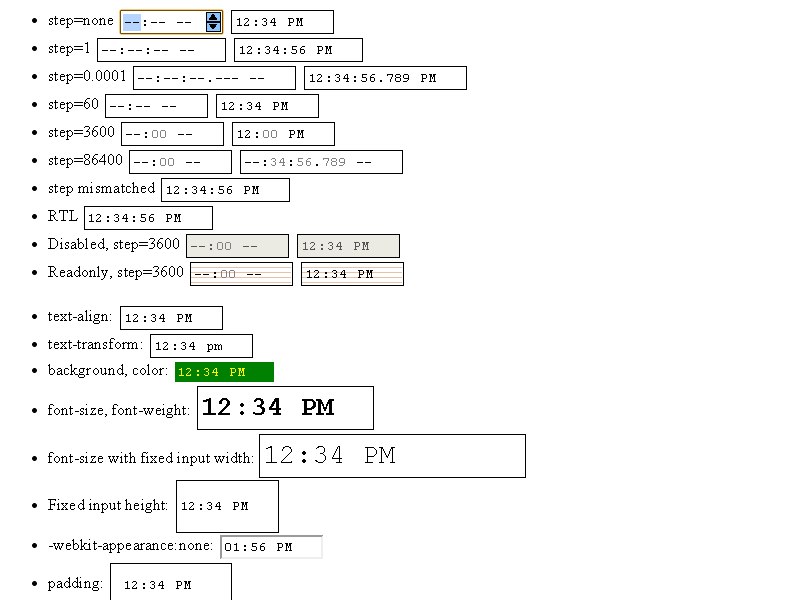 step=none --:-- -- 12:34 PM
step=1 --:--:-- -- 12:34:56 PM
step=0.0001 --:--:--.--- -- 12:34:56.789 PM
step=60 --:-- -- 12:34 PM
step=3600 --:00 -- 12:00 PM
step=86400 --:00 -- --:34:56.789 --
step mismatched 12:34:56 PM
RTL 12:34:56 PM
Disabled, step=3600 --:00 -- 12:34 PM
Readonly, step=3600 --:00 -- 12:34 PM
text-align: 12:34 PM
text-transform: 12:34 pm
background, color: 12:34 PM
font-size, font-weight: 12:34 PM
font-size with fixed input width: 12:34 PM
Fixed input height: 12:34 PM
-webkit-appearance:none: 01:56 PM
padding: 12:34 PM